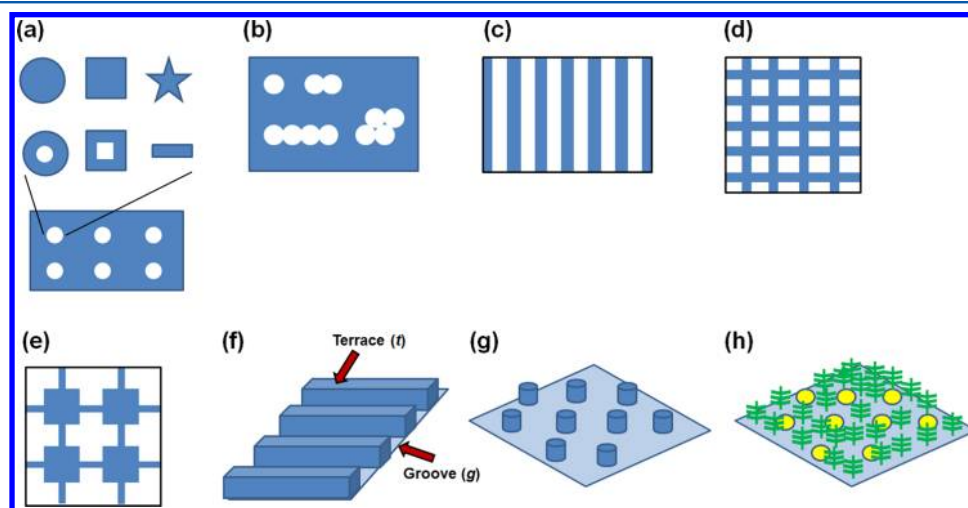 (a)
(b)
(c)
(d)
(e)
(f)
Terrace (t)
Groove (g)
(g)
(h)